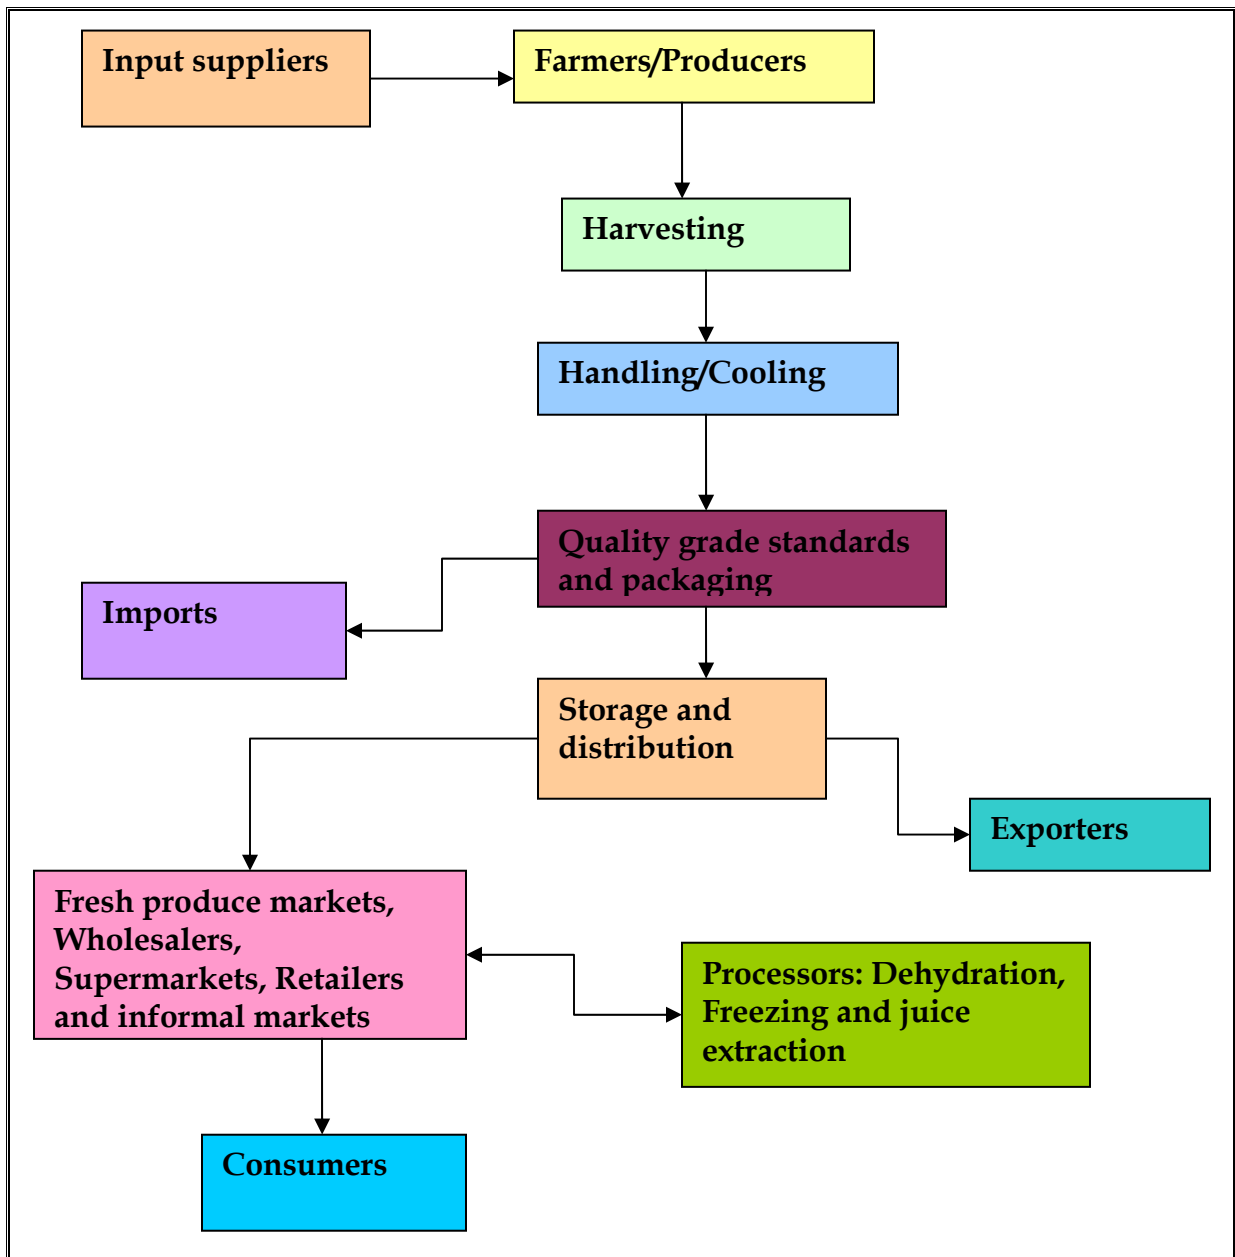 Input suppliers
Farmers/Producers
Harvesting
Handling/Cooling
Quality grade standards
and packaging
Imports
Storage and
distribution
Exporters
Fresh produce markets,
Wholesalers,
Supermarkets, Retailers
and informal markets
Processors: Dehydration,
Freezing and juice
extraction
Consumers